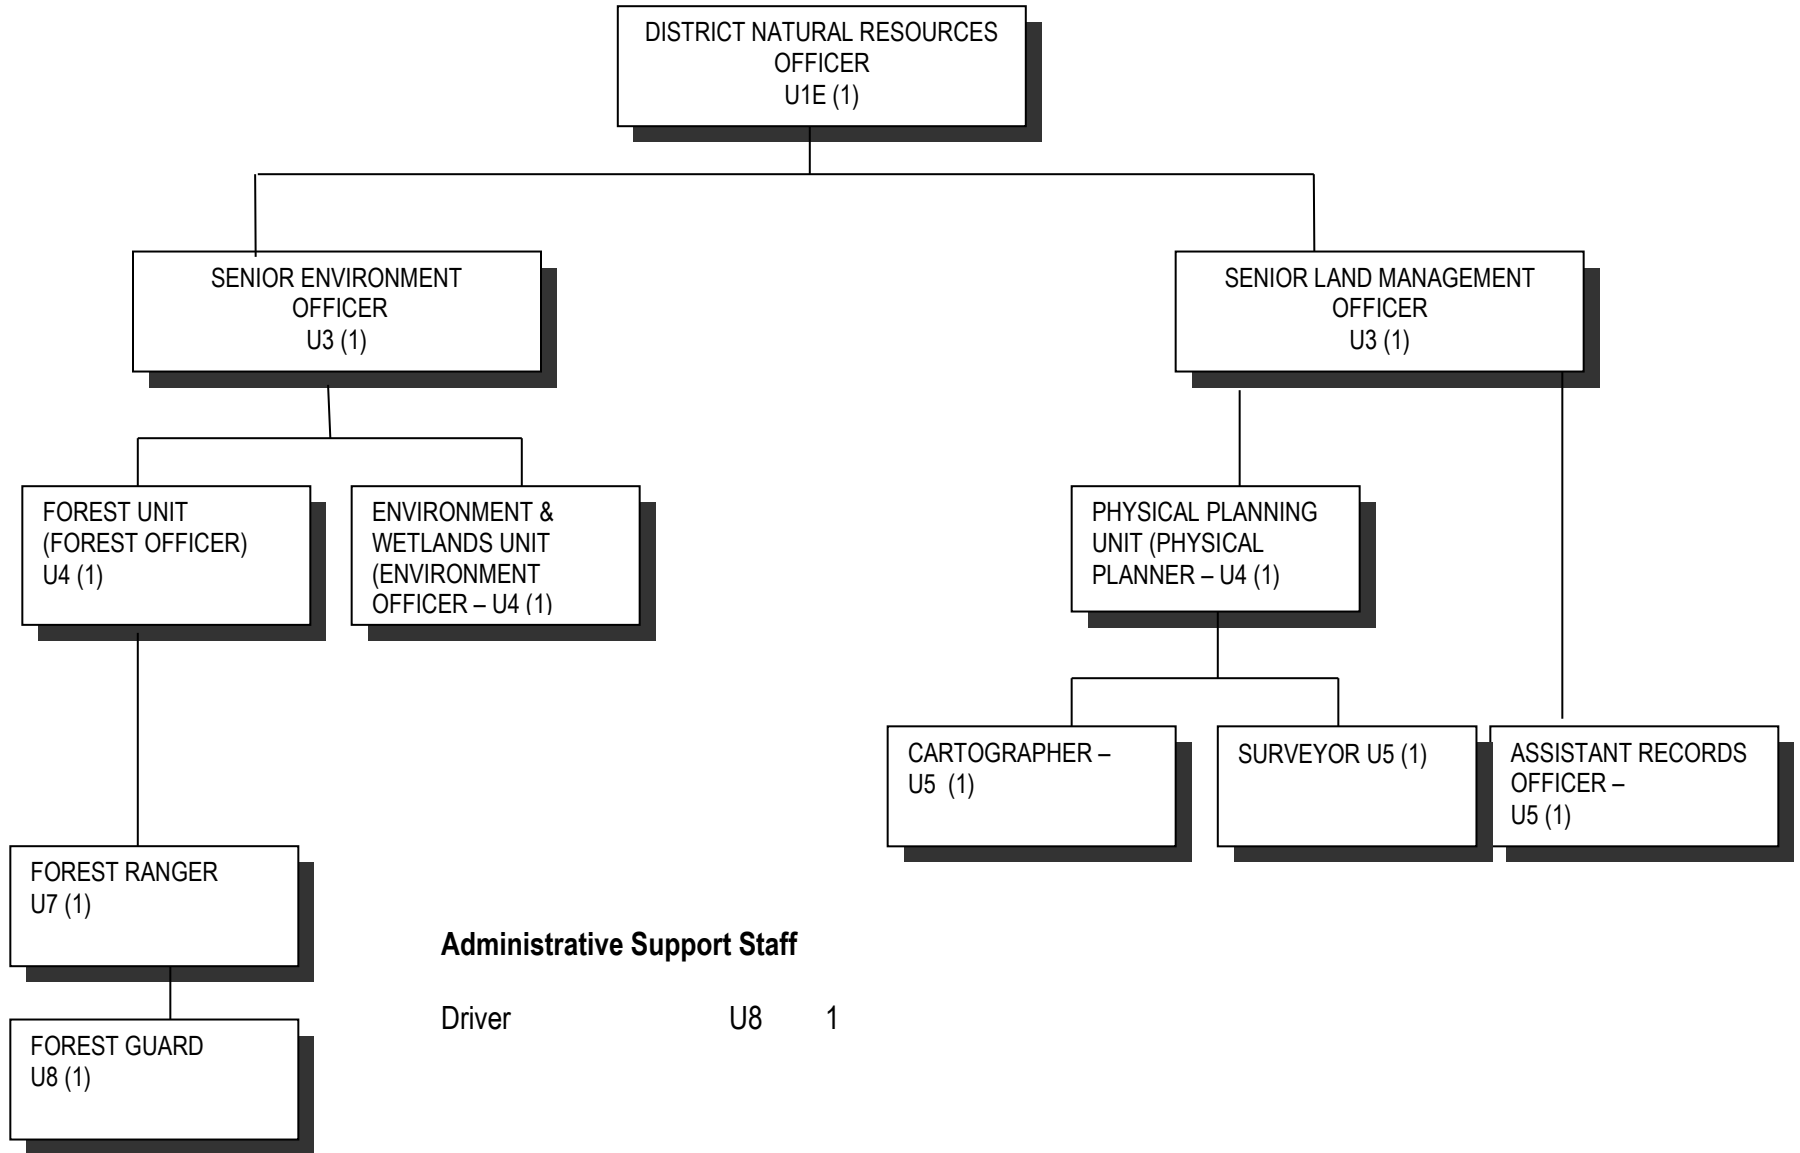 DISTRICT NATURAL RESOURCES
OFFICER
U1E (1)
SENIOR ENVIRONMENT
OFFICER
U3 (1)
SENIOR LAND MANAGEMENT
OFFICER
U3 (1)
FOREST UNIT
(FOREST OFFICER)
U4 (1)
ENVIRONMENT &
WETLANDS UNIT
(ENVIRONMENT
OFFICER – U4 (1)
PHYSICAL PLANNING
UNIT (PHYSICAL
PLANNER – U4 (1)
CARTOGRAPHER –
U5 (1)
SURVEYOR U5 (1)
ASSISTANT RECORDS
OFFICER –
U5 (1)
FOREST RANGER
U7 (1)
FOREST GUARD
U8 (1)
Administrative Support Staff
Driver U8 1